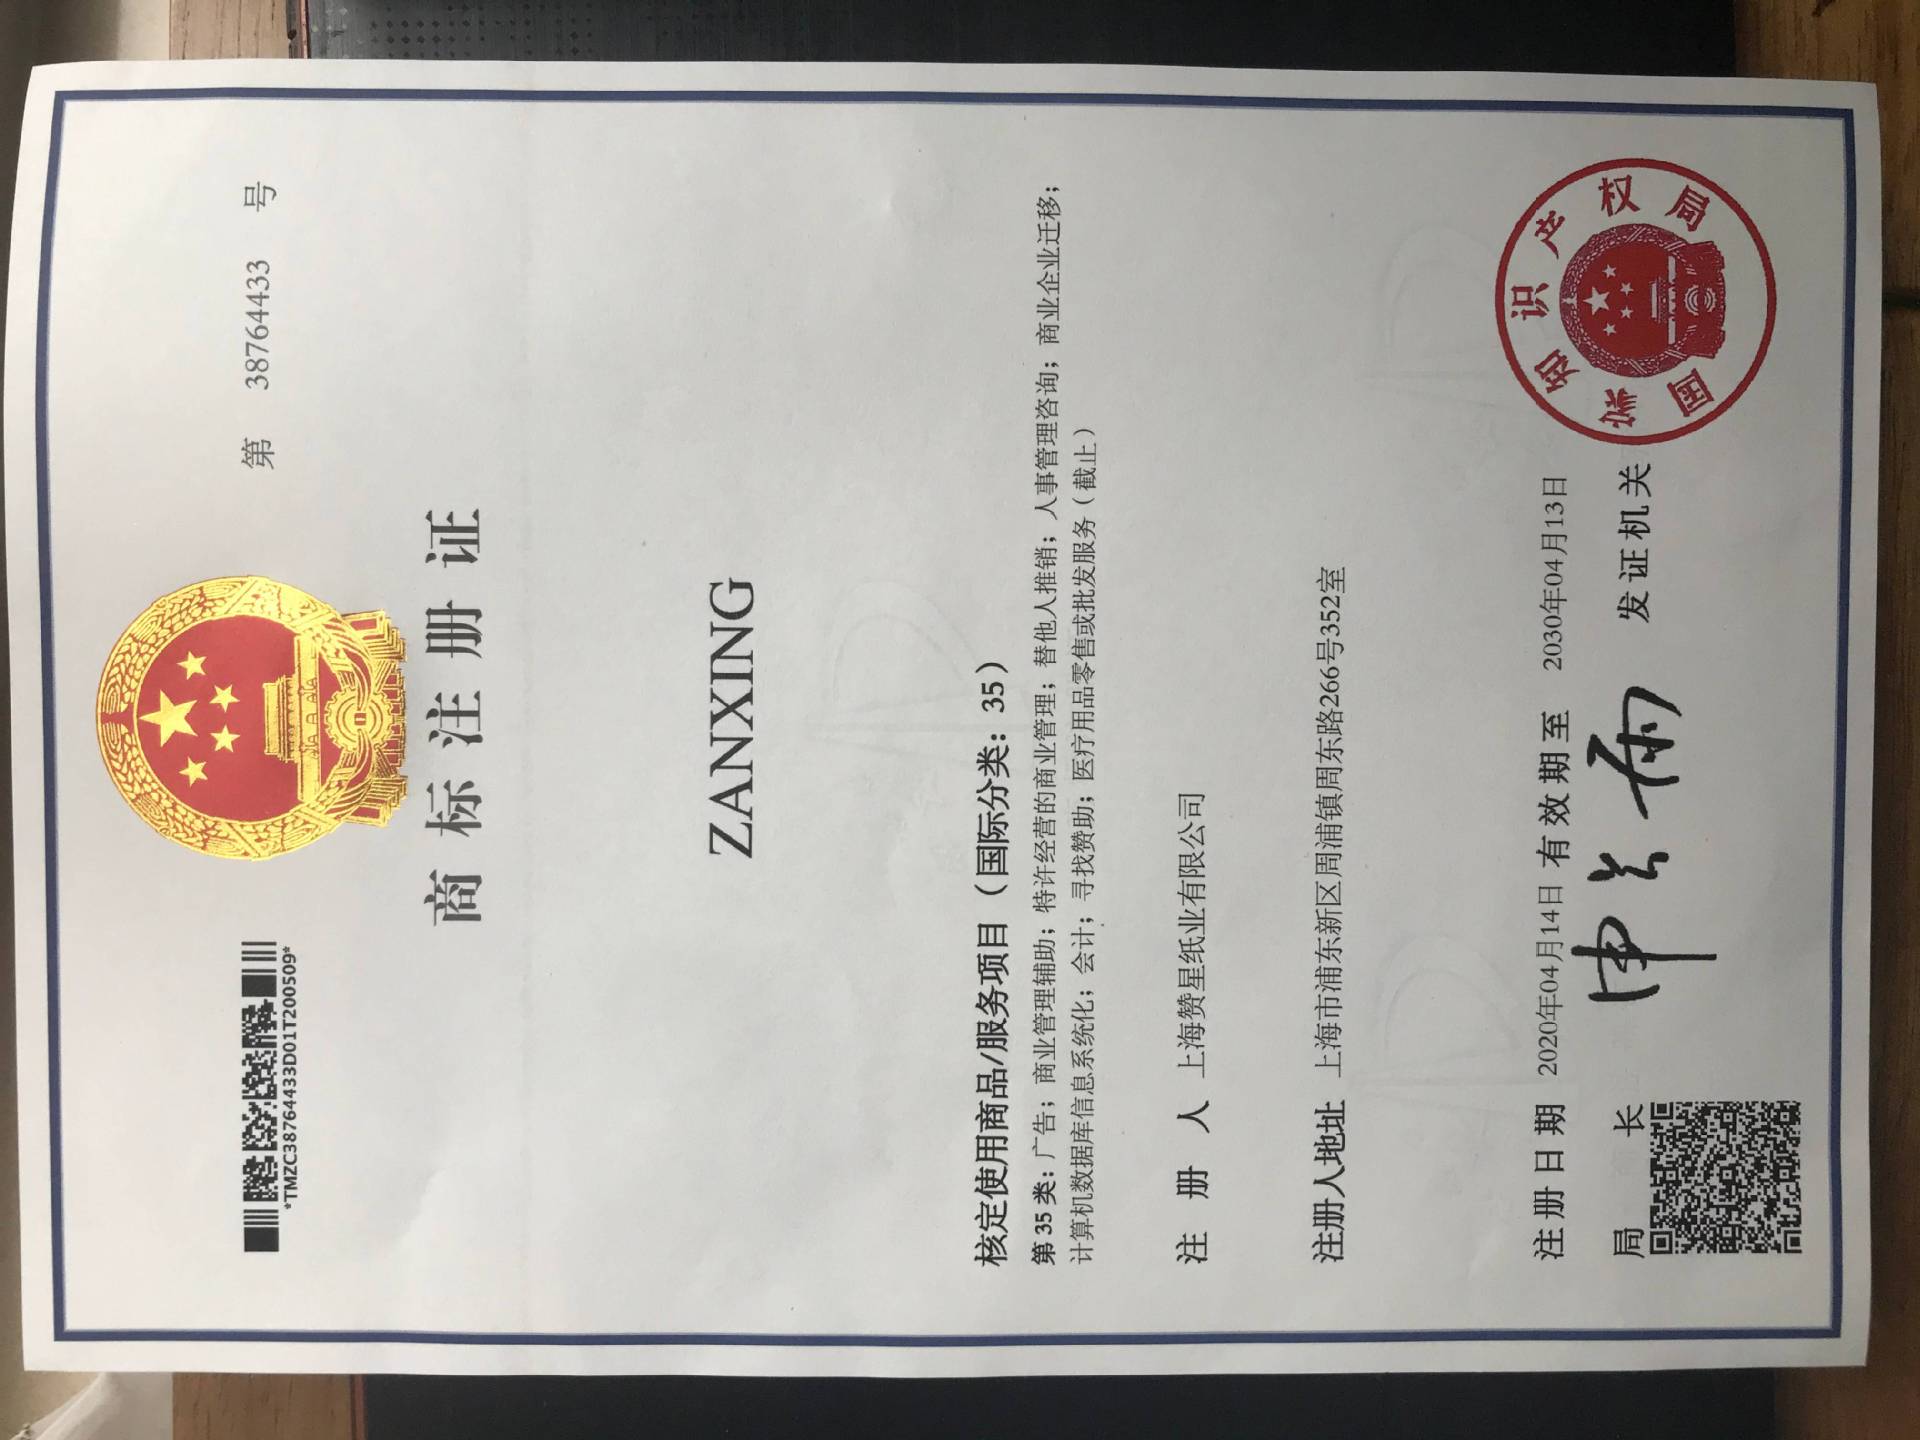 *TMZC38764433D01T200509*
第 38764433 号
商标注册证
ZANXING
核定使用商品/服务项目（国际分类：35）
第 35 类：广告；商业管理辅助；特许经营的商业管理；替他人推销；人事管理咨询；商业企业迁移；
计算机数据库信息系统化；会计；寻找赞助；医疗用品零售或批发服务（截止）
注 册 人 上海赞星纸业有限公司
注册人地址 上海市浦东新区周浦镇周东路266号352室
注册日期 2020年04月14日 有效期至 2030年04月13日
局 长 申长雨 发证机关
国家知识产权局